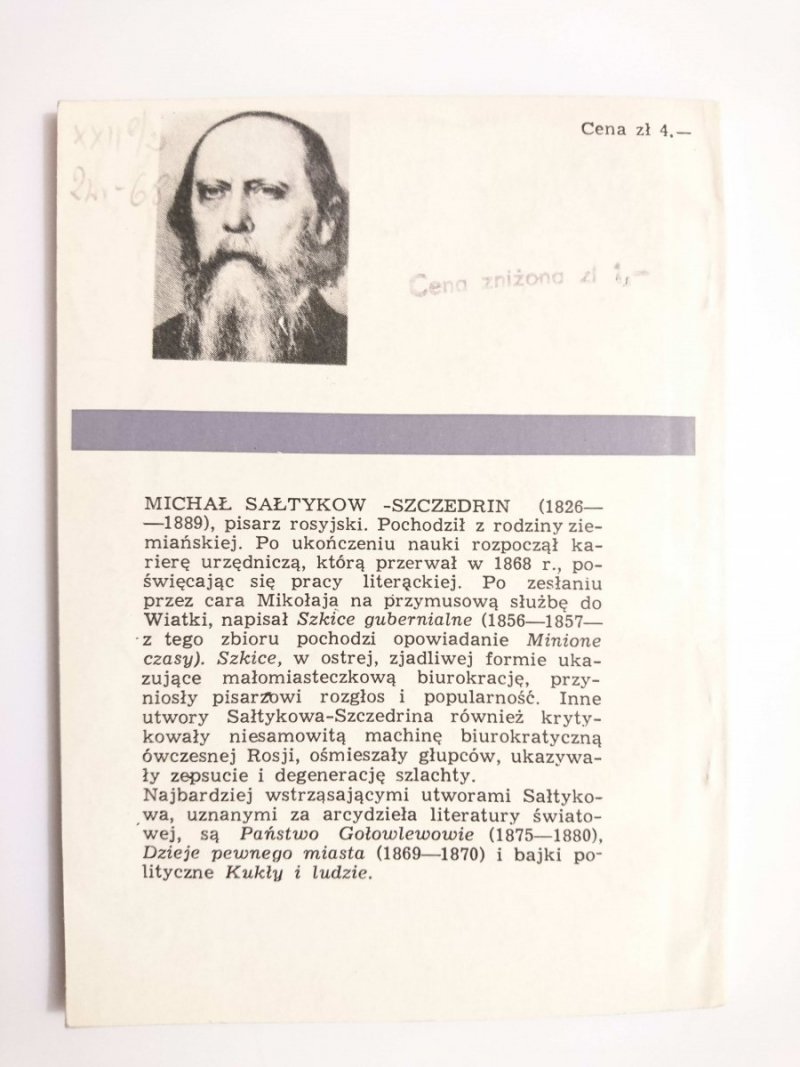 XXII
Cena zł 4,—
Cena zniżona zł
MICHAŁ SAŁTYKOW -SZCZEDRIN (1826—
—1889), pisarz rosyjski. Pochodził z rodziny zie-
miańskiej. Po ukończeniu nauki rozpoczął ka-
rierę urzędniczą, którą przerwał w 1868 r., po-
święcając się pracy literąckiej. Po zesłaniu
przez cara Mikołaja na przymusową służbę do
Wiatki, napisał Szkice gubernialne (1856—1857—
z tego zbioru pochodzi opowiadanie Minione
czasy). Szkice, w ostrej, zjadliwej formie uka-
zujące małomiasteczkową biurokrację, przy-
niosły pisarzowi rozgłos i popularność. Inne
utwory Sałtykowa-Szczedrina również kryty-
kowały niesamowitą machinę biurokratyczną
ówczesnej Rosji, ośmieszały głupców, ukazywa-
ły zepsucie i degenerację szlachty.
Najbardziej wstrząsającymi utworami Sałtyko-
wa, uznanymi za arcydzieła literatury świato-
wej, są Państwo Gołowlewowie (1875—1880),
Dzieje pewnego miasta (1869—1870) i bajki po-
lityczne Kukły i ludzie.